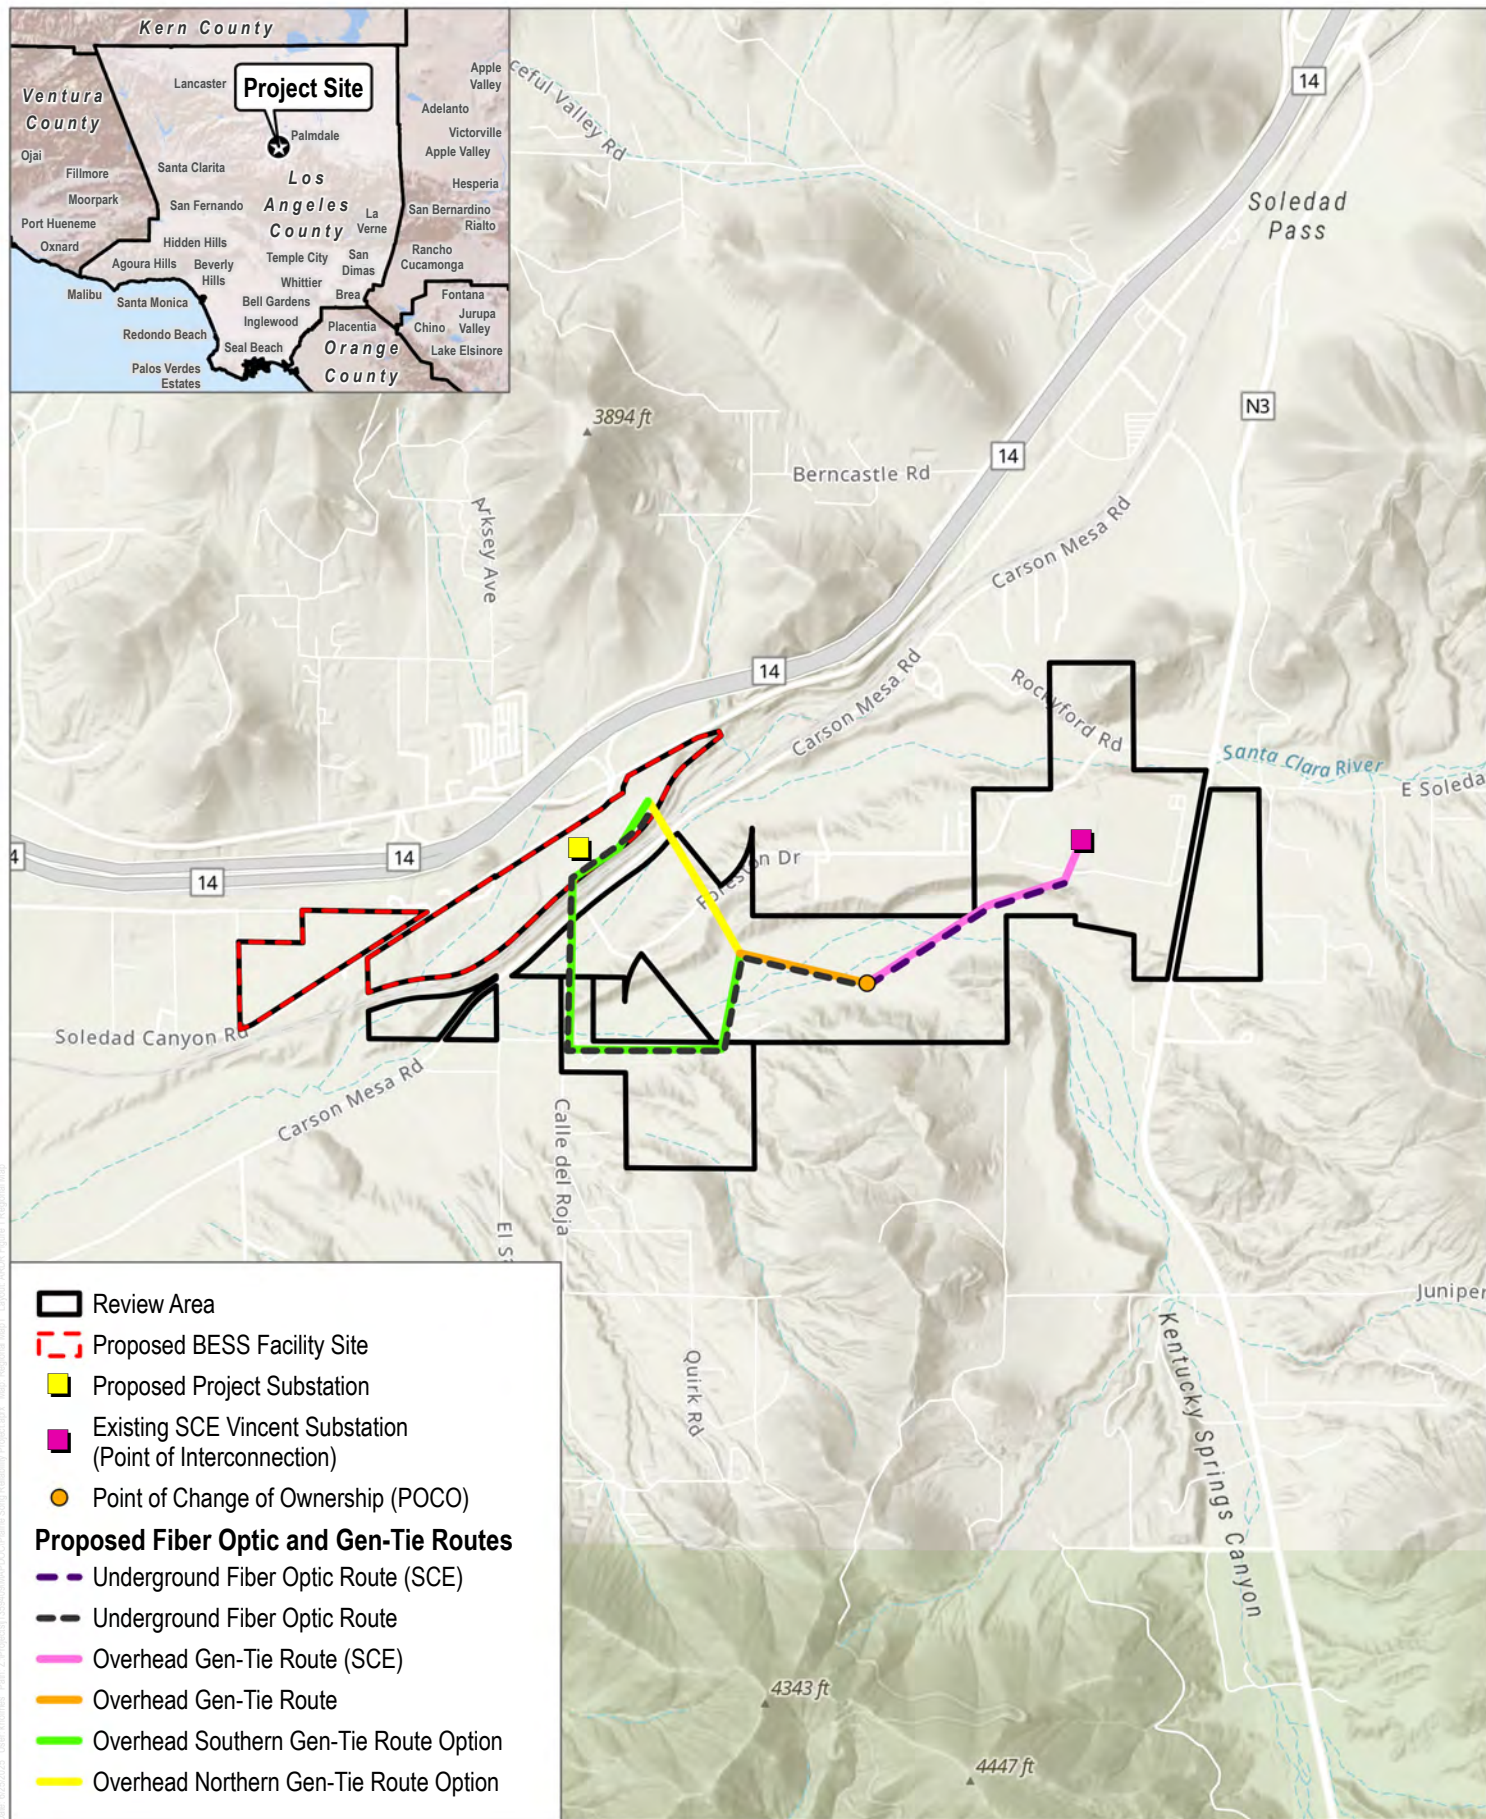 Kern County
Ventura
County
Lancaster
Project Site
Palmdale
Apple
Valley
Adelanto
Victorville
Apple Valley
Ojai
Fillmore
Moorpark
Port Hueneme
Oxnard
Santa Clarita
San Fernando
Los
Angeles
County
La
Verne
Hesperia
San Bernardino
Rialto
Hidden Hills
Agoura Hills
Beverly
Hills
Temple City
San
Dimas
Rancho
Cucamonga
Whittier
Malibu
Santa Monica
Bell Gardens
Brea
Fontana
Inglewood
Placentia
Chino
Jurupa
Valley
Redondo Beach
Seal Beach
Orange
County
Lake Elsinore
Palos Verdes
Estates
ceful Valley Rd
14
Soledad
Pass
N3
3894 ft
Berncastle Rd
14
Arksey Ave
Carson Mesa Rd
14
Carson Mesa Rd
Rockyford Rd
Santa Clara River
E Soleda
4
14
14
Foreston Dr
Soledad Canyon Rd
Carson Mesa Rd
Calle del Roja
El Sa
Juniper
Quirk Rd
Kentucky Springs Canyon
4343 ft
4447 ft
Review Area
Proposed BESS Facility Site
Proposed Project Substation
Existing SCE Vincent Substation
(Point of Interconnection)
Point of Change of Ownership (POCO)
Proposed Fiber Optic and Gen-Tie Routes
Underground Fiber Optic Route (SCE)
Underground Fiber Optic Route
Overhead Gen-Tie Route (SCE)
Overhead Gen-Tie Route
Overhead Southern Gen-Tie Route Option
Overhead Northern Gen-Tie Route Option